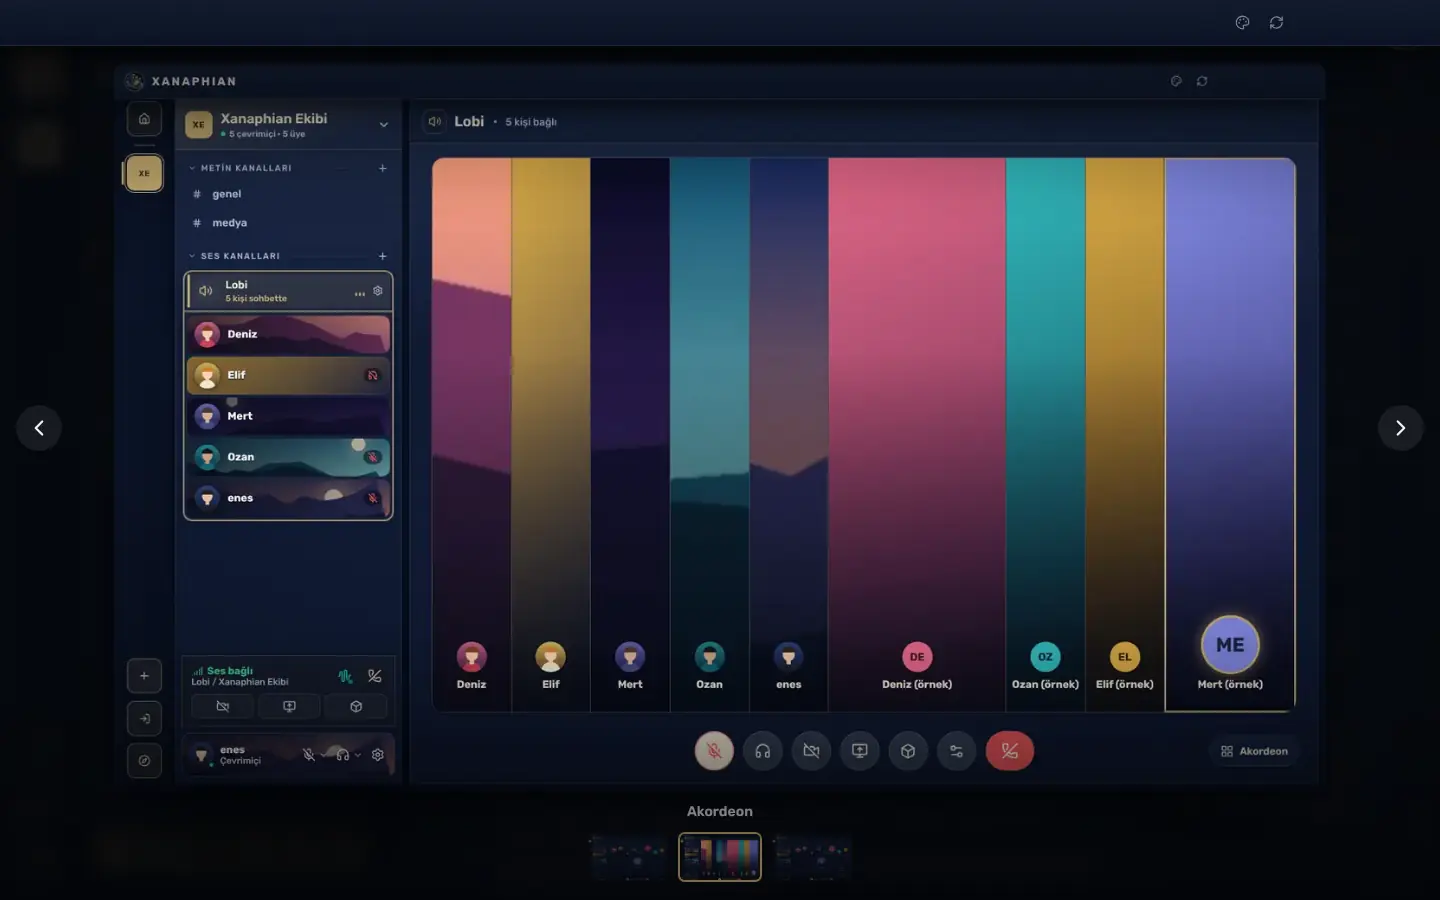 XANAPHIAN
XE
Xanaphian Ekibi
5 çevrimiçi • 5 üye
XE
METİN KANALLARI
# genel
# medya
SES KANALLARI
Lobi
5 kişi sohbette
Deniz
Elif
Mert
Ozan
enes
Ses bağlı
Lobi / Xanaphian Ekibi
enes
Çevrimiçi
Lobi • 5 kişi bağlı
DE
OZ
EL
ME
Deniz
Elif
Mert
Ozan
enes
Deniz (örnek)
Ozan (örnek)
Elif (örnek)
Mert (örnek)
Akordeon
Akordeon